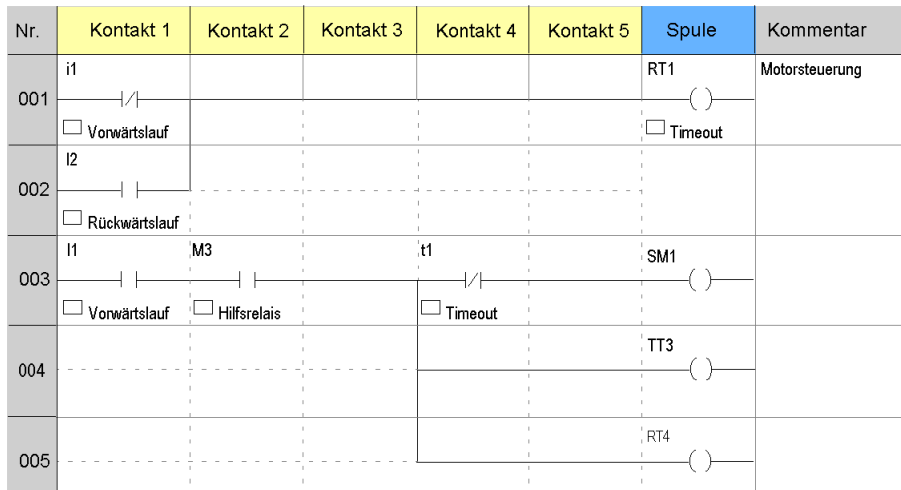 Nr. Kontakt 1 Kontakt 2 Kontakt 3 Kontakt 4 Kontakt 5 Spule Kommentar
i1 RT1 Motorsteuerung
001
Vorwärtslauf Timeout
I2
002
Rückwärtslauf
I1 M3 t1 SM1
003
Vorwärtslauf Hilfsrelais Timeout
TT3
004
RT4
005